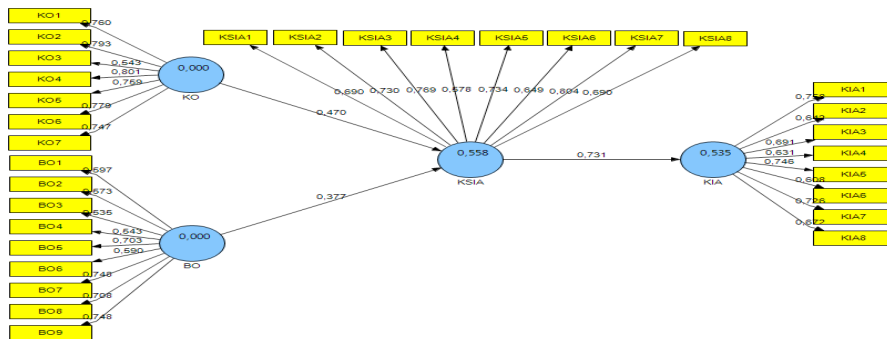 KO1
0,760
KO2
0,793
KO3
0,543
KO4
0,801
KO5
0,759
KO6
0,779
KO7
0,747
0,000
KO
KSIA1
KSIA2
KSIA3
KSIA4
KSIA5
KSIA6
KSIA7
KSIA8
0,690
0,730
0,769
0,578
0,734
0,649
0,804
0,690
0,470
0,558
KSIA
0,731
0,535
KIA
KIA1
KIA2
KIA3
0,691
KIA4
0,631
KIA5
0,746
KIA6
0,608
KIA7
0,726
KIA8
0,672
BO1
0,597
BO2
0,573
BO3
0,535
BO4
0,543
BO5
0,703
BO6
0,590
BO7
0,748
BO8
0,708
BO9
0,748
0,000
BO
0,377